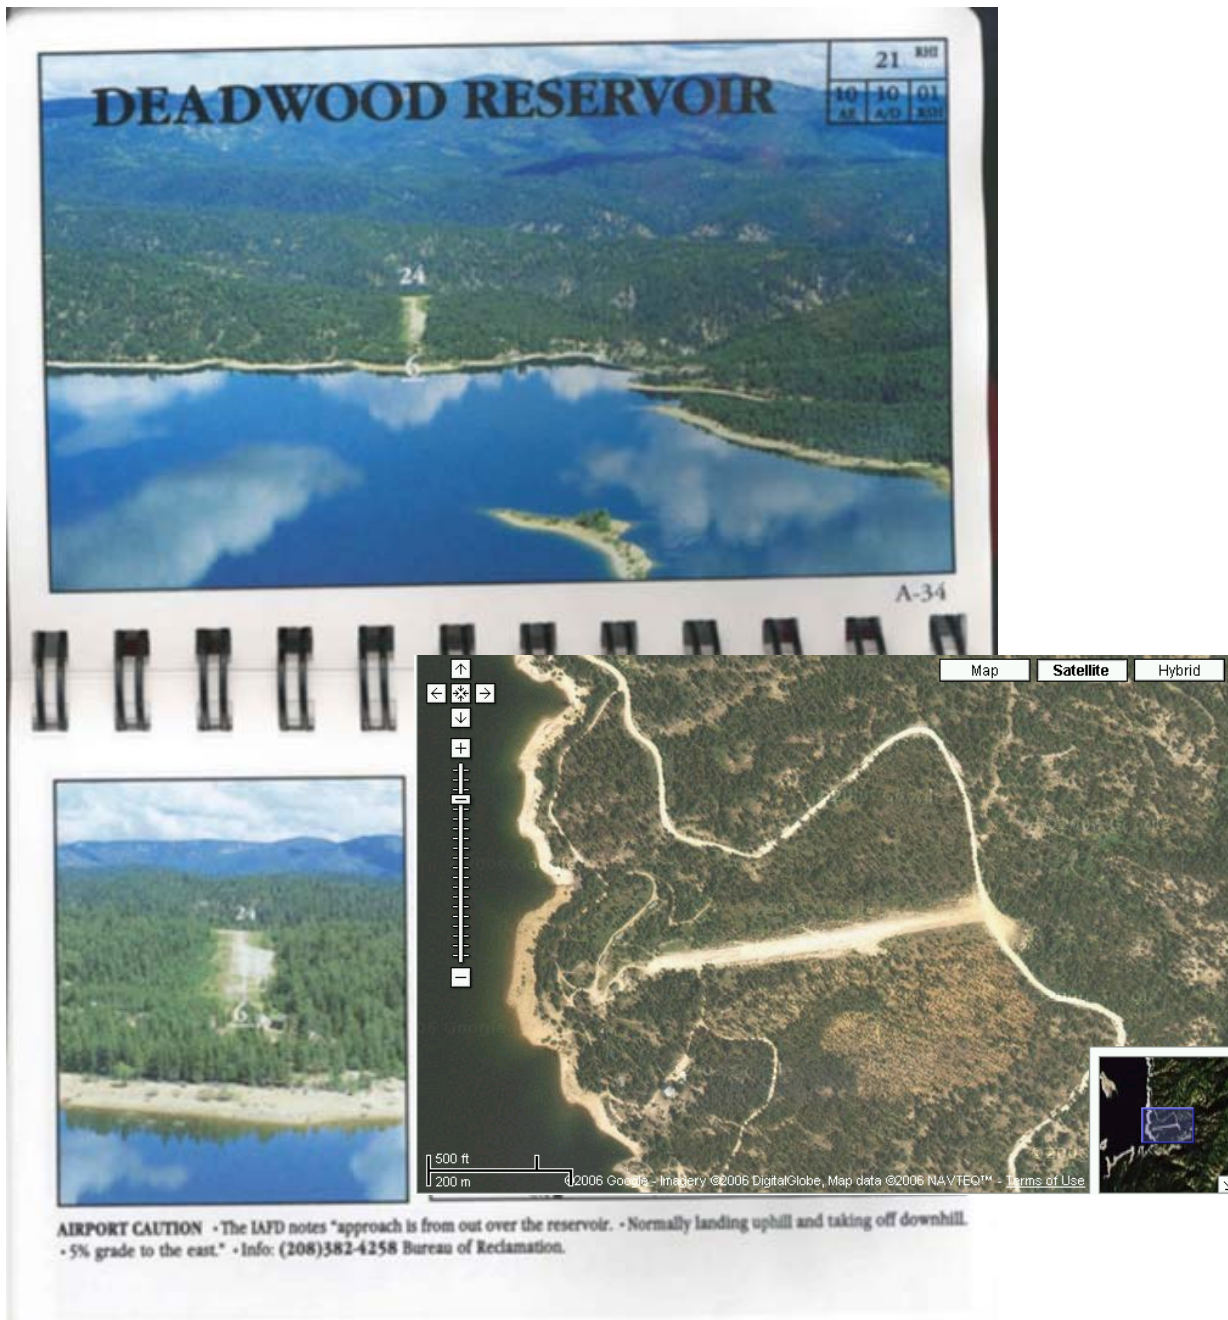 DEADWOOD RESERVOIR
21 RHI
10 10 01
AE A/D RSH
24
6
A-34
Map Satellite Hybrid
24
6
500 ft
200 m
©2006 Google - Imagery ©2006 DigitalGlobe, Map data ©2006 NAVTEQ™ - Terms of Use
AIRPORT CAUTION • The IAFD notes "approach is from out over the reservoir. • Normally landing uphill and taking off downhill.
• 5% grade to the east." • Info: (208)382-4258 Bureau of Reclamation.